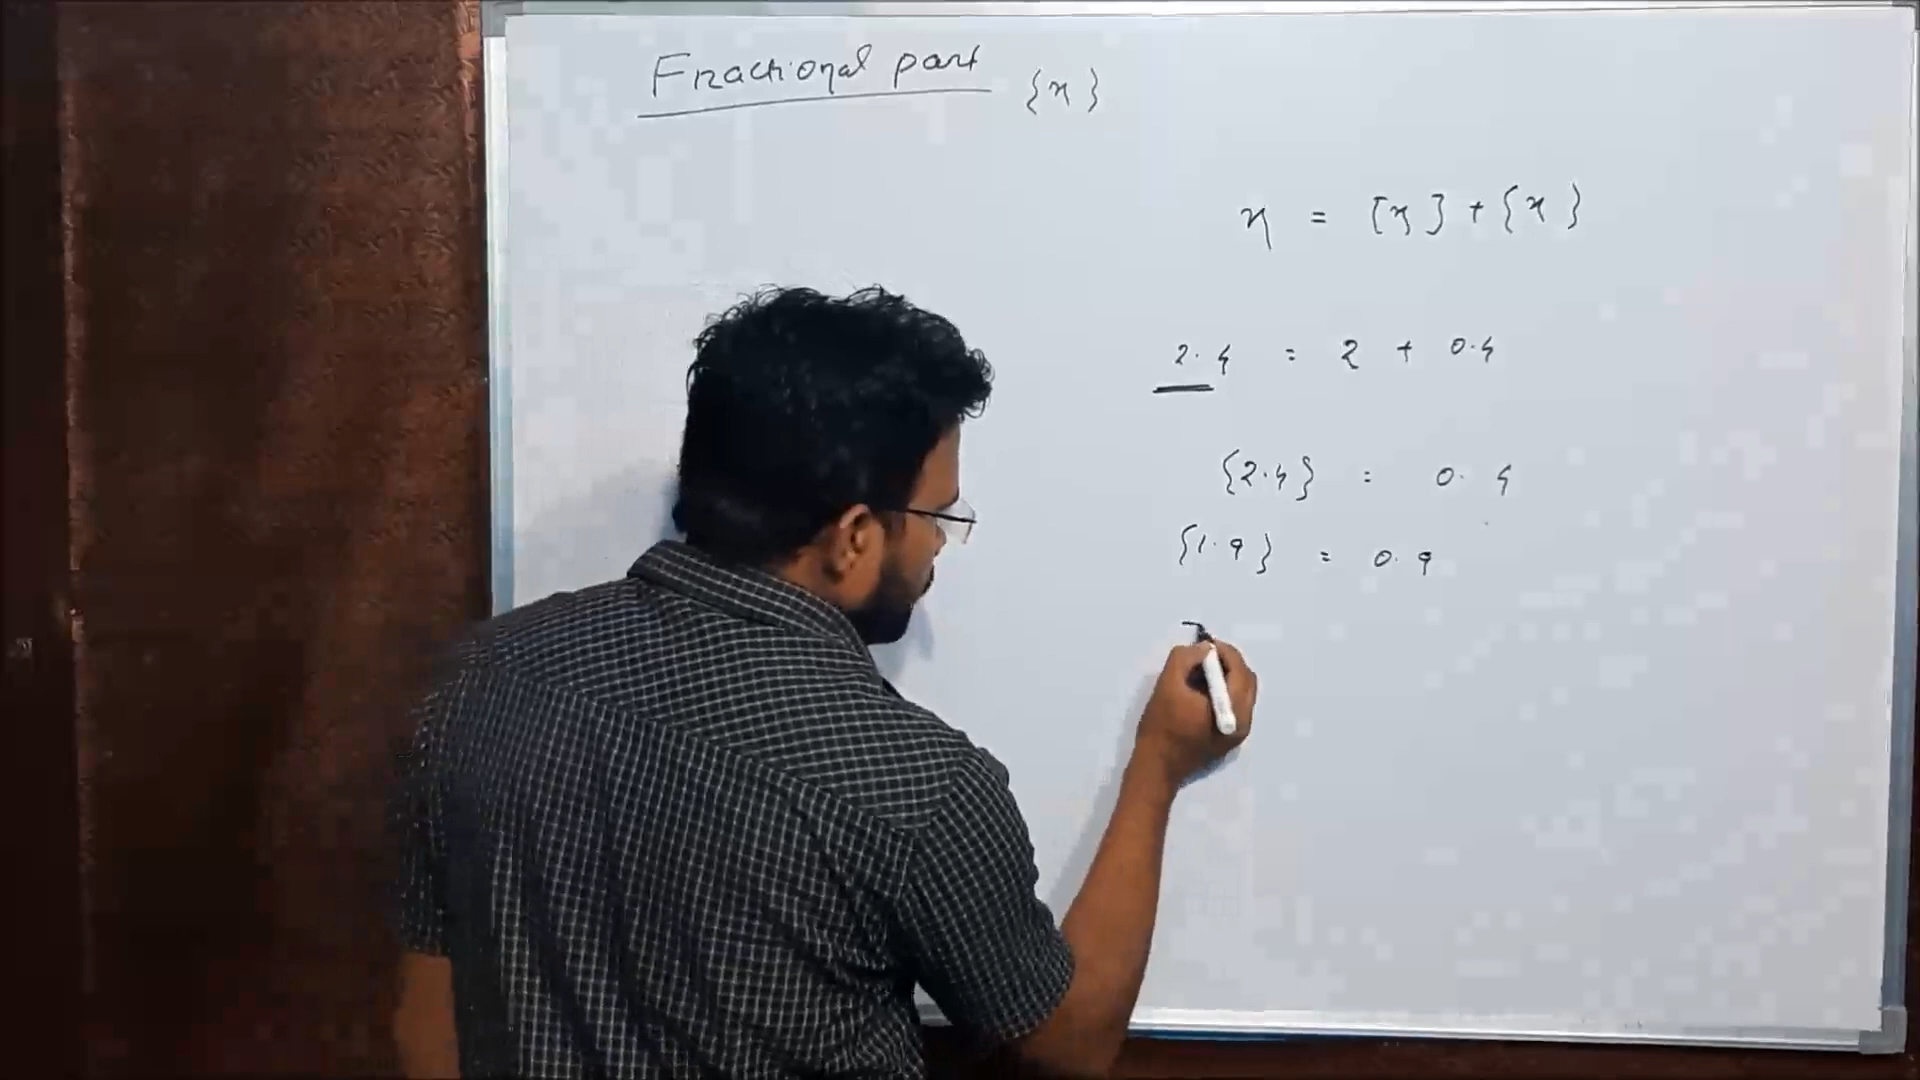 Fractional part {x}
x = [x] + {x}
2.4 = 2 + 0.4
{2.4} = 0.4
{1.9} = 0.9